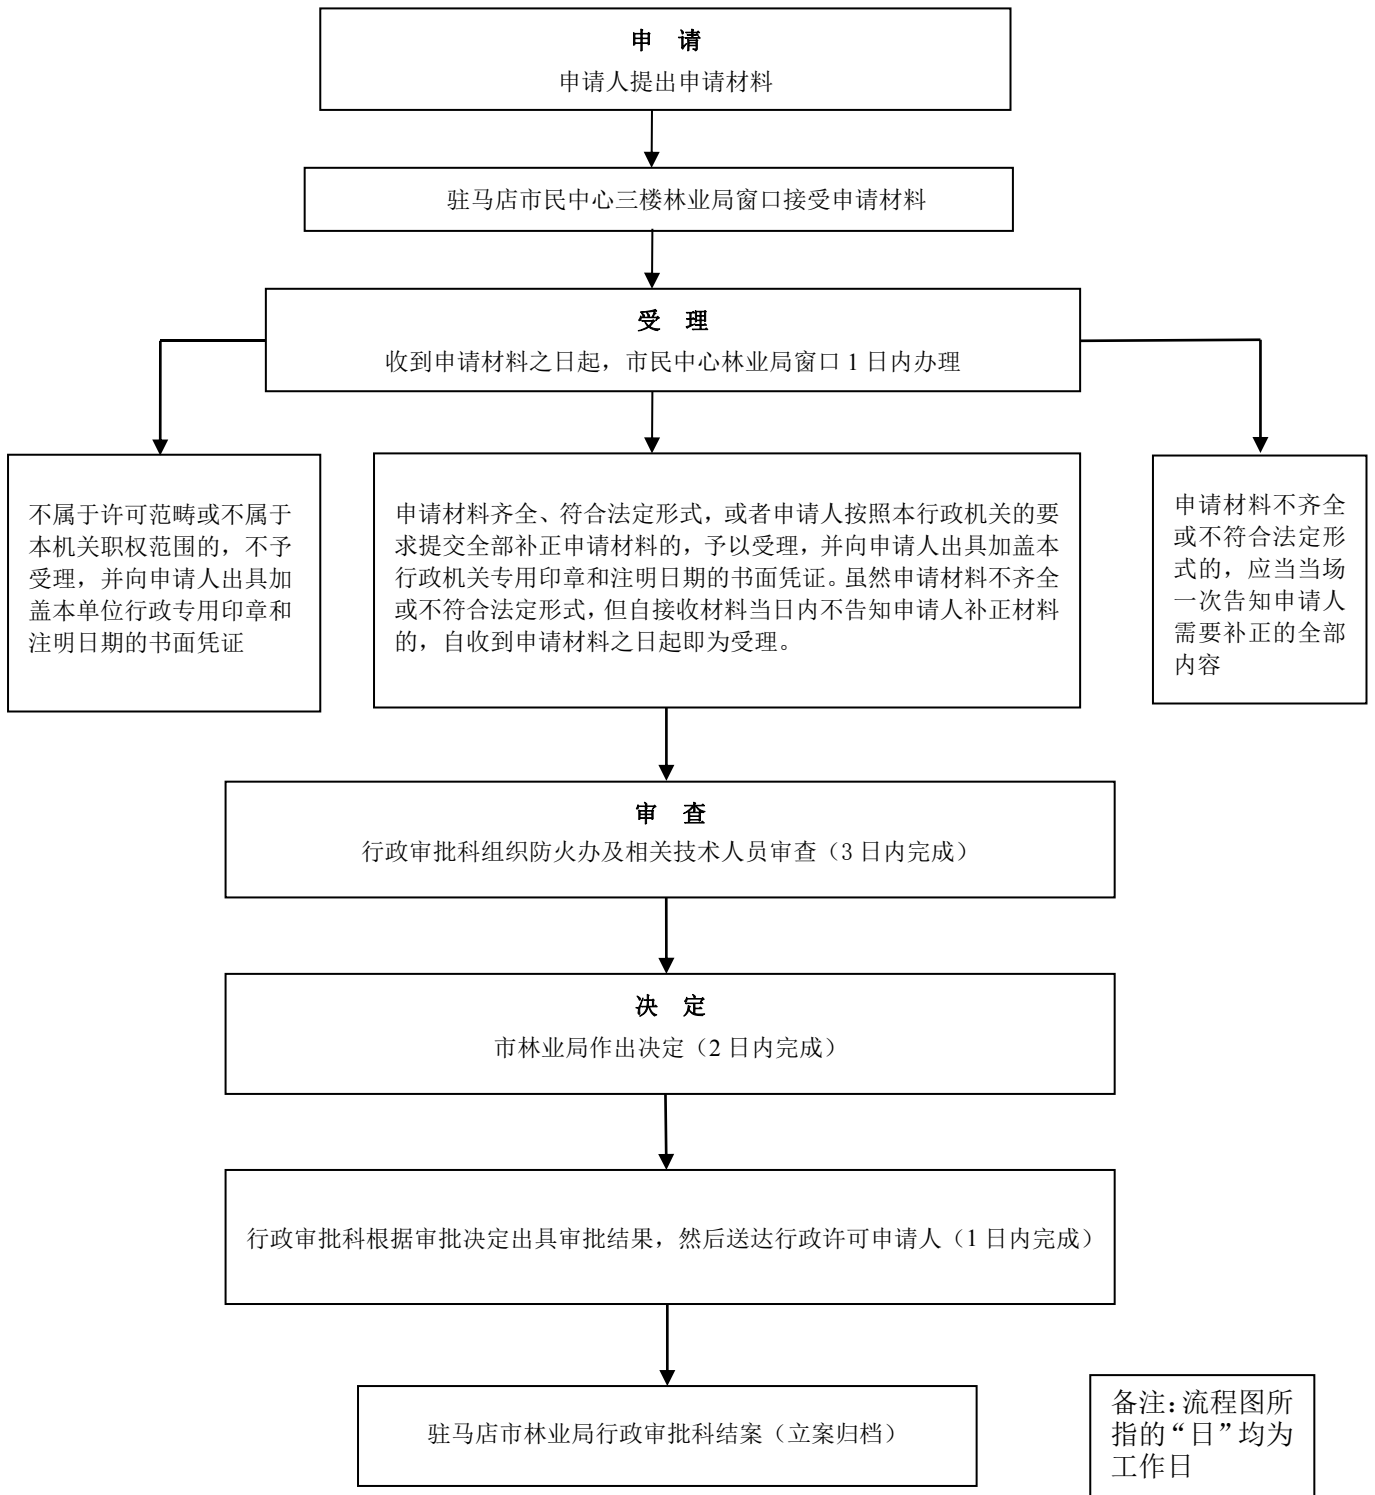 申 请
申请人提出申请材料
驻马店市民中心三楼林业局窗口接受申请材料
受 理
收到申请材料之日起，市民中心林业局窗口 1 日内办理
不属于许可范畴或不属于
本机关职权范围的，不予
受理，并向申请人出具加
盖本单位行政专用印章和
注明日期的书面凭证
申请材料齐全、符合法定形式，或者申请人按照本行政机关的要
求提交全部补正申请材料的，予以受理，并向申请人出具加盖本
行政机关专用印章和注明日期的书面凭证。虽然申请材料不齐全
或不符合法定形式，但自接收材料当日内不告知申请人补正材料
的，自收到申请材料之日起即为受理。
申请材料不齐全
或不符合法定形
式的，应当当场
一次告知申请人
需要补正的全部
内容
审 查
行政审批科组织防火办及相关技术人员审查（3 日内完成）
决 定
市林业局作出决定（2 日内完成）
行政审批科根据审批决定出具审批结果，然后送达行政许可申请人（1 日内完成）
驻马店市林业局行政审批科结案（立案归档）
备注：流程图所
指的“日”均为
工作日